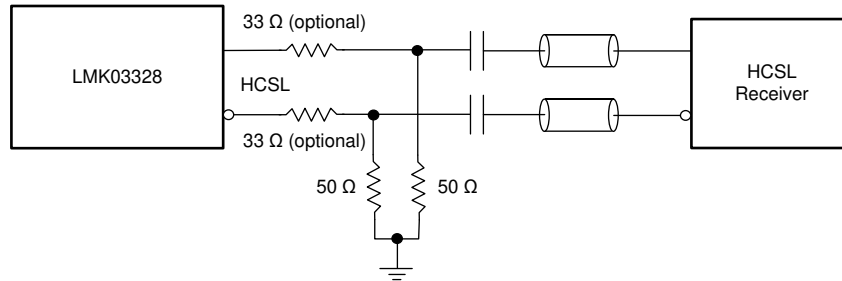 33 Ω (optional)
LMK03328
HCSL
HCSL
Receiver
33 Ω (optional)
50 Ω
50 Ω